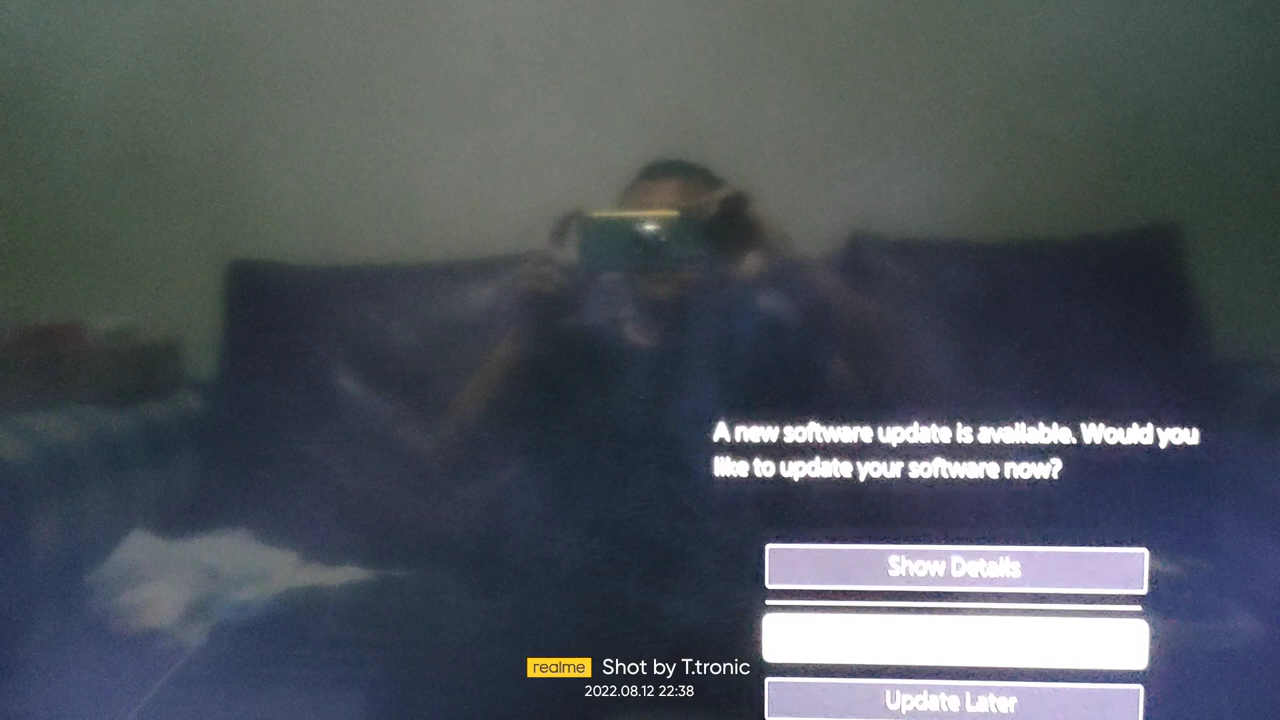 A new software update is available. Would you
like to update your software now?
Show Details
Update Later
realme Shot by T.tronic
2022.08.12 22:38